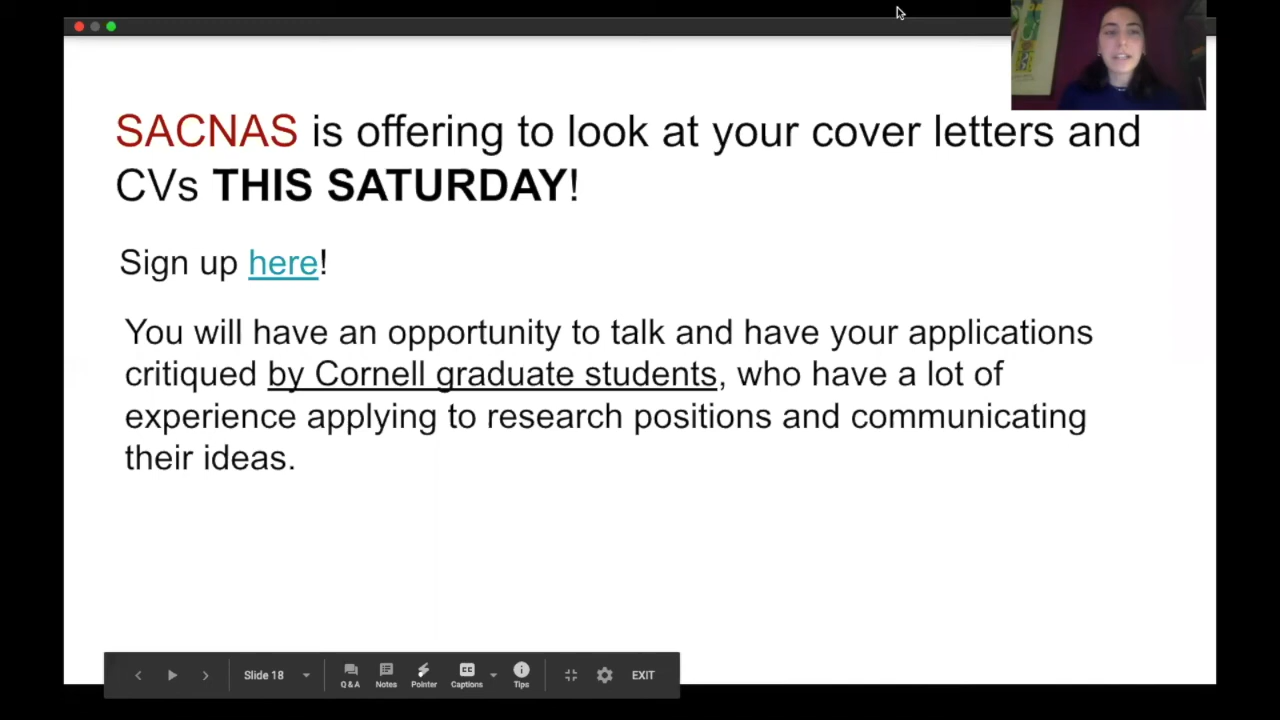 SACNAS is offering to look at your cover letters and
CVs THIS SATURDAY!
Sign up here!
You will have an opportunity to talk and have your applications
critiqued by Cornell graduate students, who have a lot of
experience applying to research positions and communicating
their ideas.
Slide 18 Q & A Notes Pointer CC Captions Tips EXIT